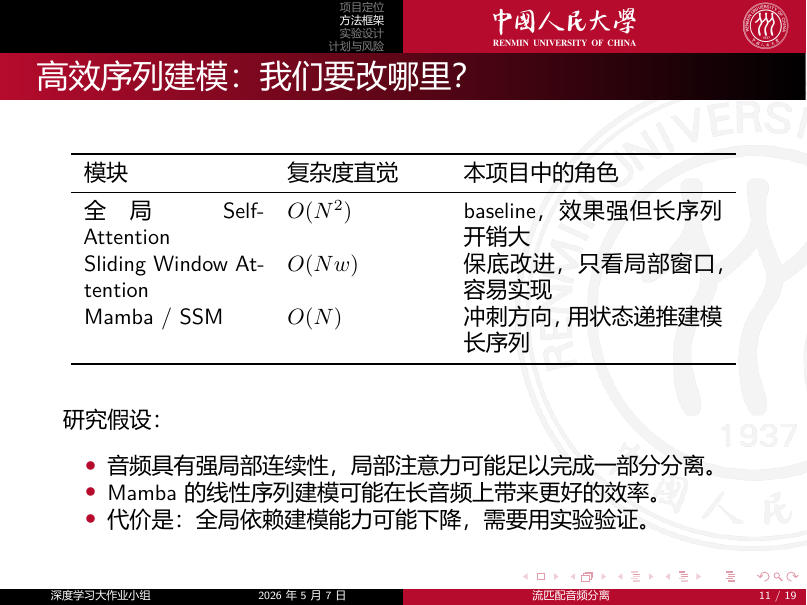 项目定位
方法框架
实验设计
计划与风险
中国人民大学
RENMIN UNIVERSITY OF CHINA
高效序列建模：我们要改哪里？
模块 复杂度直觉 本项目中的角色
全 局 Self- O(N²) baseline，效果强但长序列
Attention 开销大
Sliding Window At- O(Nw) 保底改进，只看局部窗口，
tention 容易实现
Mamba / SSM O(N) 冲刺方向，用状态递推建模
长序列
研究假设：
• 音频具有强局部连续性，局部注意力可能足以完成一部分分离。
• Mamba 的线性序列建模可能在长音频上带来更好的效率。
• 代价是：全局依赖建模能力可能下降，需要用实验验证。
1937
深度学习大作业小组 2026 年 5 月 7 日 流匹配音频分离 11 / 19